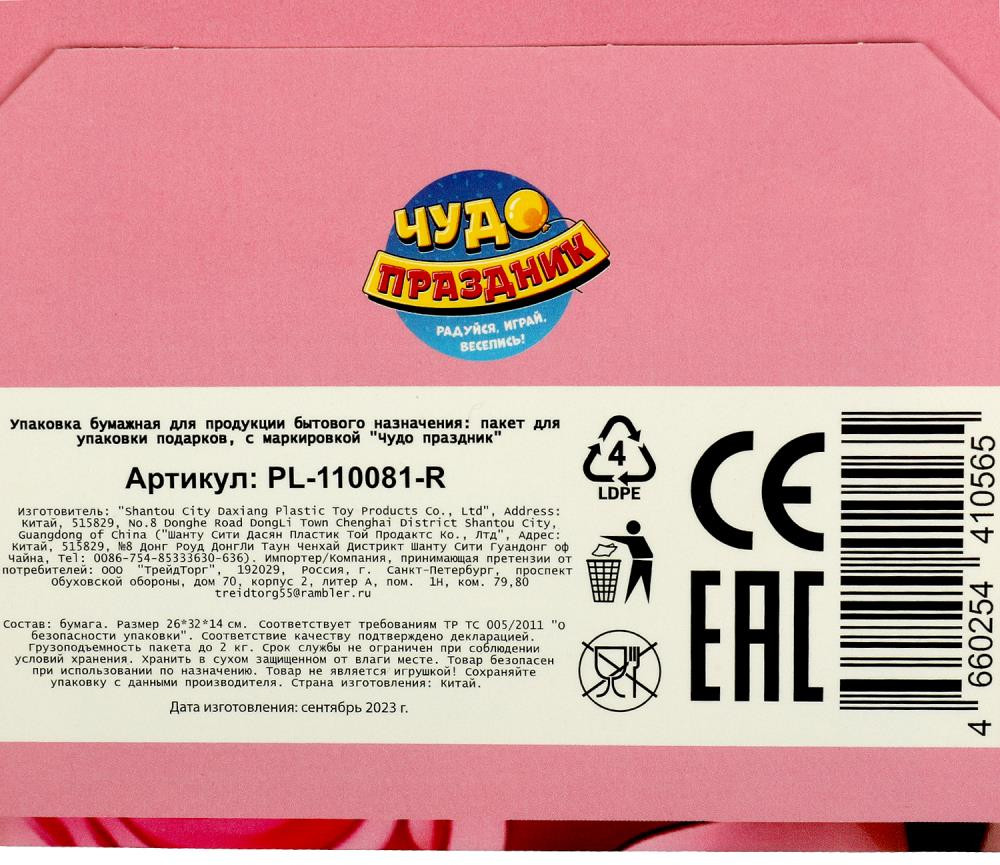 ЧУДО
ПРАЗДНИК
РАДУЙСЯ, ИГРАЙ,
ВЕСЕЛИСЬ!
Упаковка бумажная для продукции бытового назначения: пакет для
упаковки подарков, с маркировкой "Чудо праздник"
Артикул: PL-110081-R
Изготовитель: "Shantou City Daxiang Plastic Toy Products Co., Ltd", Address:
Китай, 515829, No.8 Donghe Road DongLi Town Chenghai District Shantou City,
Guangdong of China ("Шанту Сити Дасян Пластик Той Продактс Ко., Лтд", Адрес:
Китай, 515829, №8 Донг Роуд ДонгЛи Таун Ченхай Дистрикт Шанту Сити Гуандонг оф
Чайна, Tel: 0086-754-85333630-636). Импортер/Компания, принимающая претензии от
потребителей: ООО "ТрейдТорг", 192029, Россия, г. Санкт-Петербург, проспект
Обуховской обороны, дом 70, корпус 2, литер А, пом. 1Н, ком. 79,80
treidtorg55@rambler.ru
Состав: бумага. Размер 26*32*14 см. Соответствует требованиям ТР ТС 005/2011 "О
безопасности упаковки". Соответствие качеству подтверждено декларацией.
Грузоподъемность пакета до 2 кг. Срок службы не ограничен при соблюдении
условий хранения. Хранить в сухом защищенном от влаги месте. Товар безопасен
при использовании по назначению. Товар не является игрушкой! Сохраняйте
упаковку с данными производителя. Страна изготовления: Китай.
Дата изготовления: сентябрь 2023 г.
4
LDPE
CE
EAC
4 660254 410565